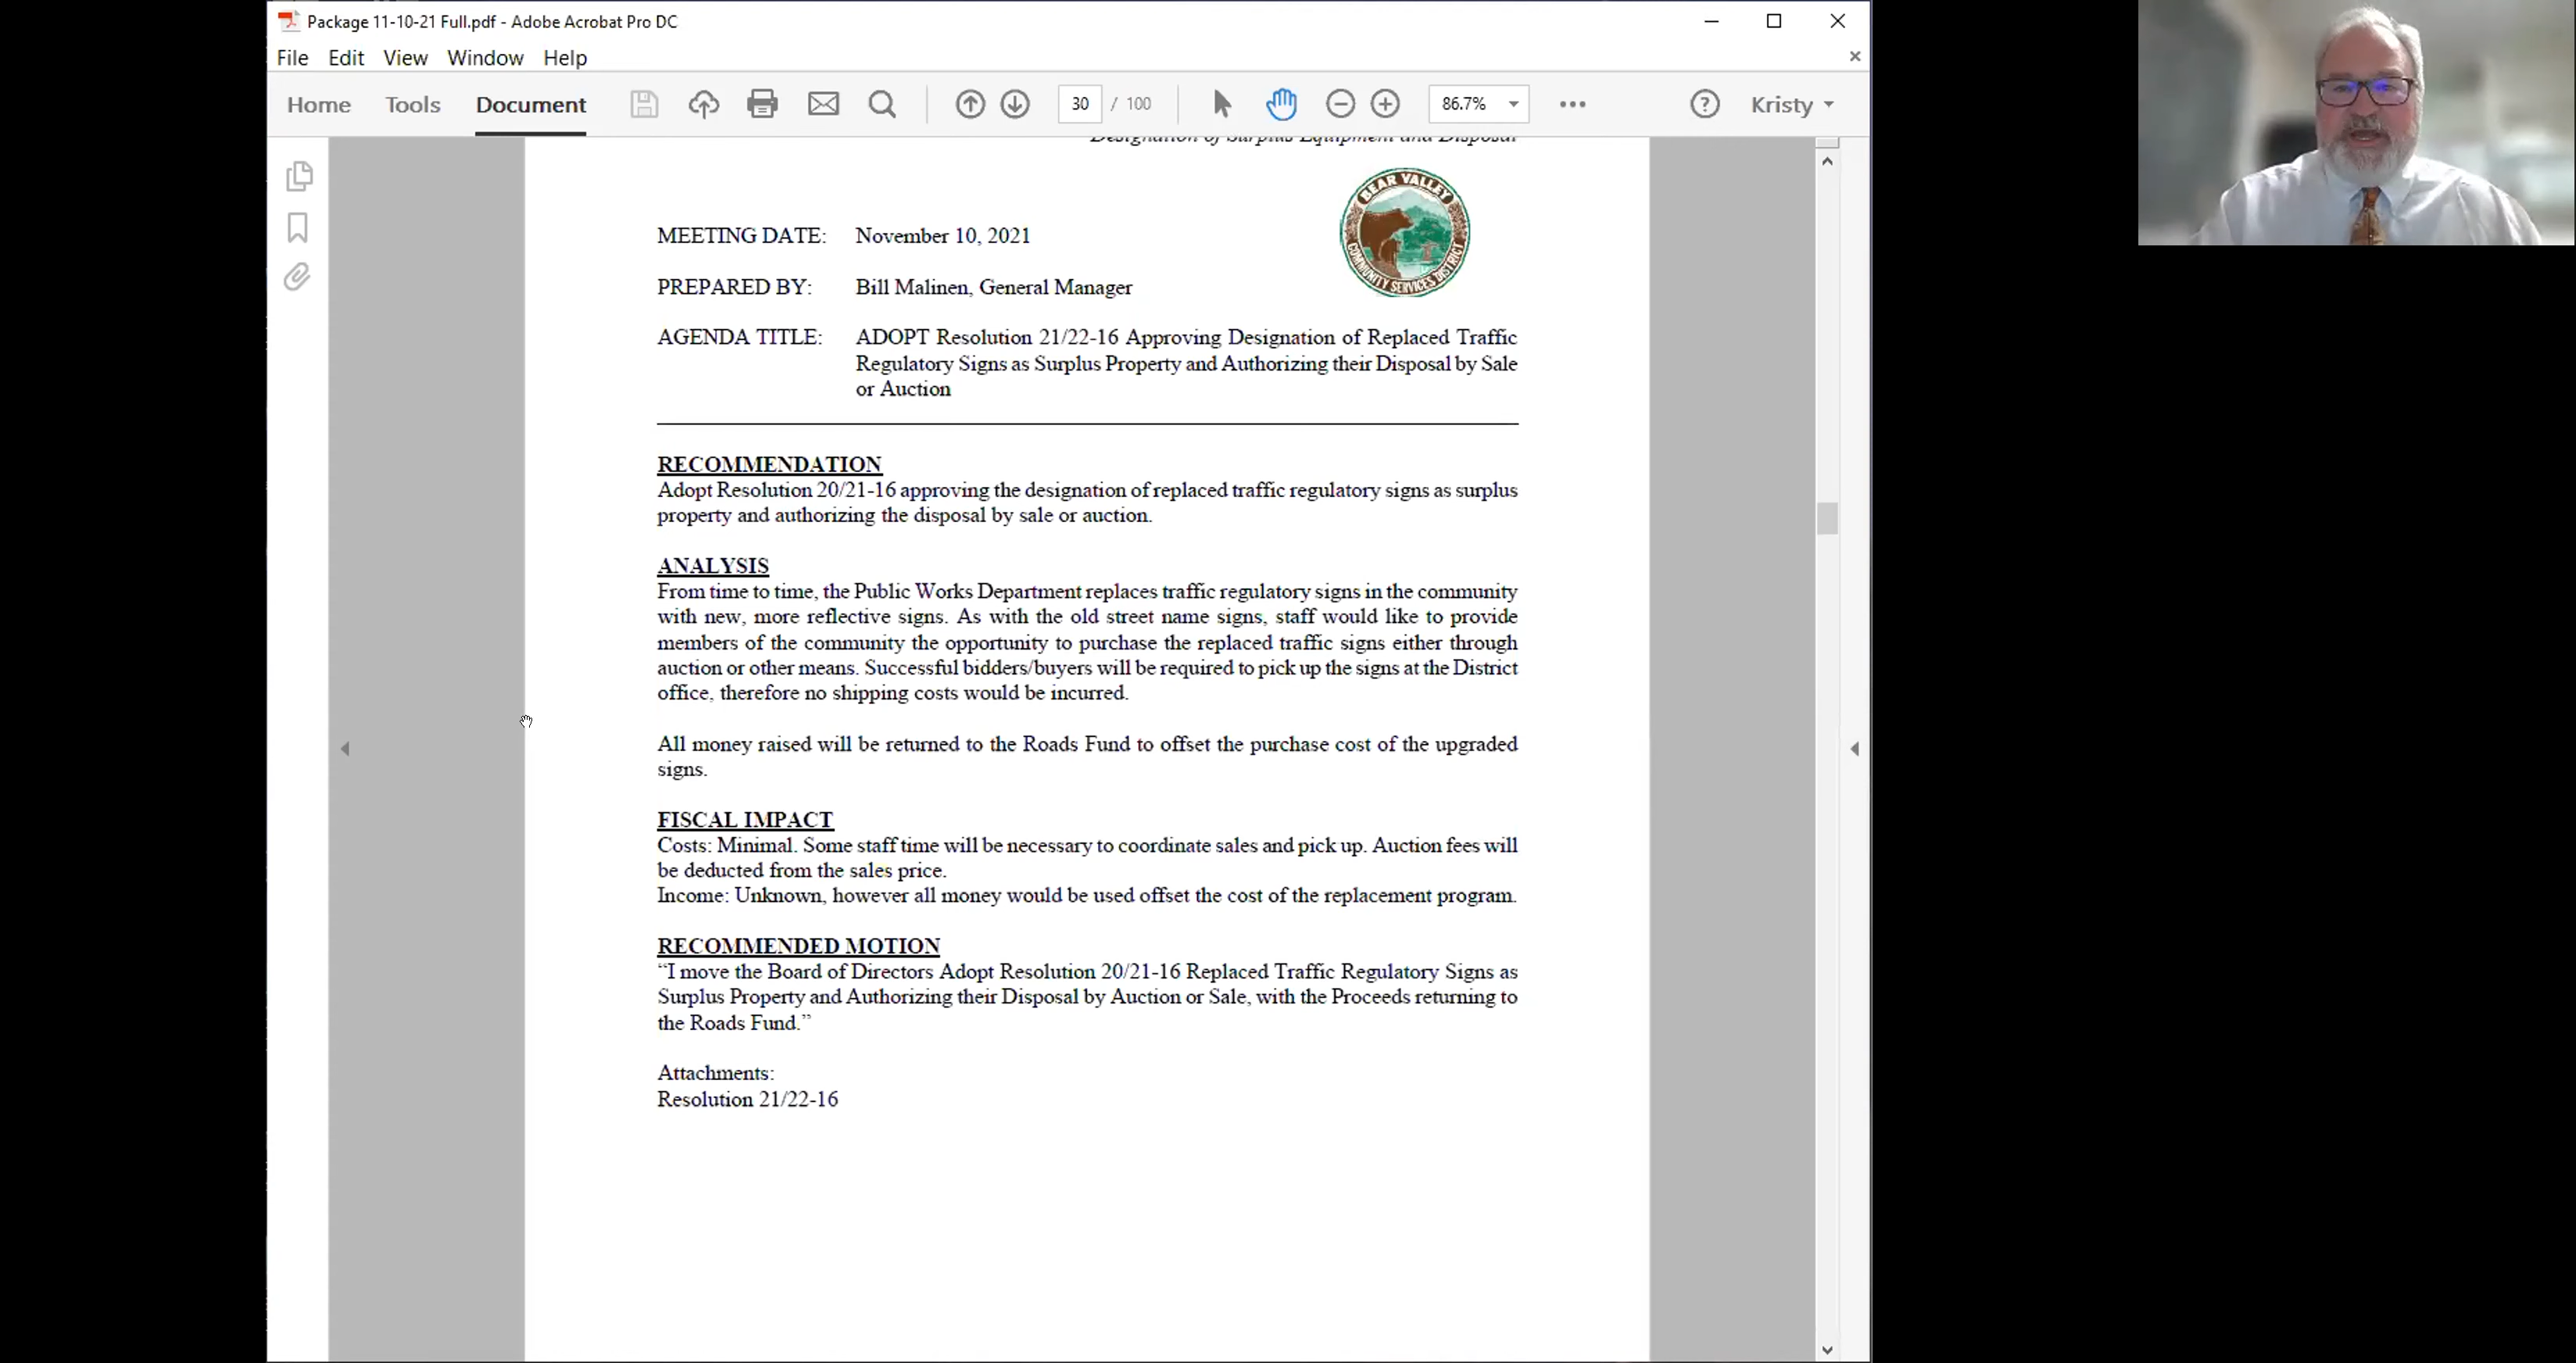 Package 11-10-21 Full.pdf - Adobe Acrobat Pro DC
File Edit View Window Help
Home Tools Document 30 / 100 86.7% Kristy
Designation of Surplus Equipment and Disposal
BEAR VALLEY
COMMUNITY SERVICES DISTRICT
MEETING DATE: November 10, 2021
PREPARED BY: Bill Malinen, General Manager
AGENDA TITLE: ADOPT Resolution 21/22-16 Approving Designation of Replaced Traffic
Regulatory Signs as Surplus Property and Authorizing their Disposal by Sale
or Auction
RECOMMENDATION
Adopt Resolution 20/21-16 approving the designation of replaced traffic regulatory signs as surplus
property and authorizing the disposal by sale or auction.
ANALYSIS
From time to time, the Public Works Department replaces traffic regulatory signs in the community
with new, more reflective signs. As with the old street name signs, staff would like to provide
members of the community the opportunity to purchase the replaced traffic signs either through
auction or other means. Successful bidders/buyers will be required to pick up the signs at the District
office, therefore no shipping costs would be incurred.
All money raised will be returned to the Roads Fund to offset the purchase cost of the upgraded
signs.
FISCAL IMPACT
Costs: Minimal. Some staff time will be necessary to coordinate sales and pick up. Auction fees will
be deducted from the sales price.
Income: Unknown, however all money would be used offset the cost of the replacement program.
RECOMMENDED MOTION
“I move the Board of Directors Adopt Resolution 20/21-16 Replaced Traffic Regulatory Signs as
Surplus Property and Authorizing their Disposal by Auction or Sale, with the Proceeds returning to
the Roads Fund.”
Attachments:
Resolution 21/22-16